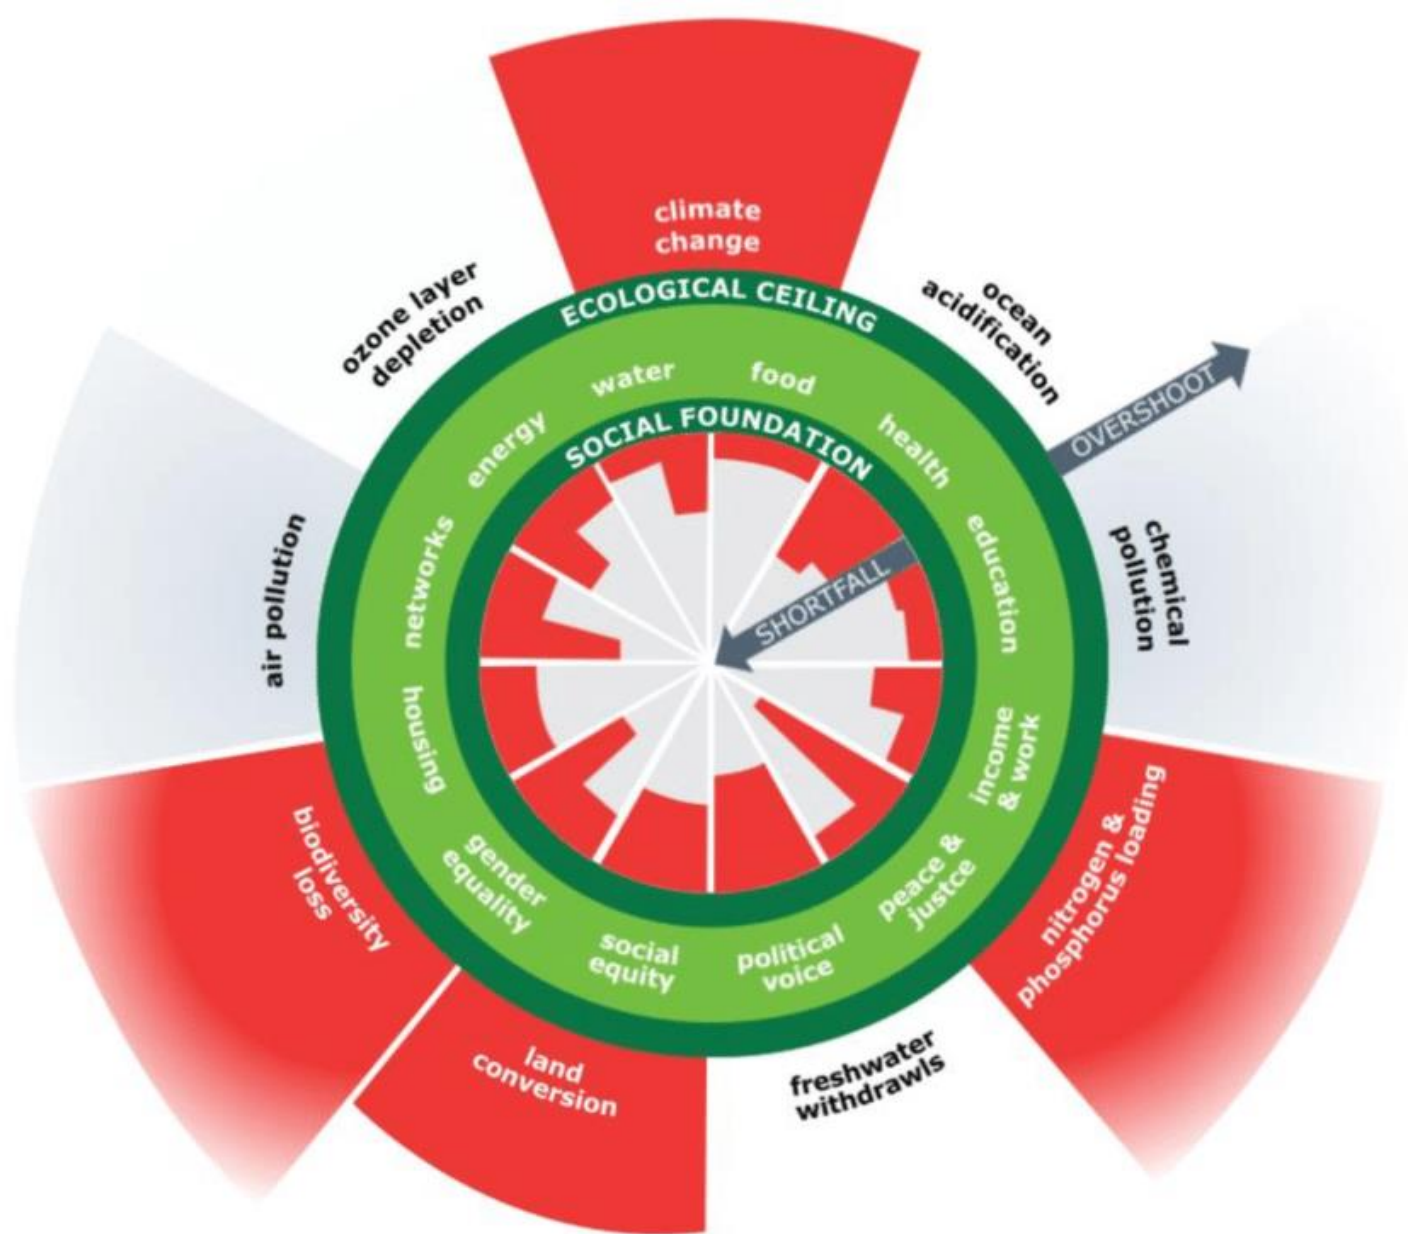 climate
change
ECOLOGICAL CEILING
ozone layer
depletion
ocean
acidification
OVERSHOOT
water
food
energy
health
SOCIAL FOUNDATION
networks
education
SHORTFALL
air pollution
chemical
pollution
housing
income
& work
biodiversity
loss
gender
equality
peace &
justce
nitrogen &
phosphorus loading
social
equity
political
voice
land
conversion
freshwater
withdrawls